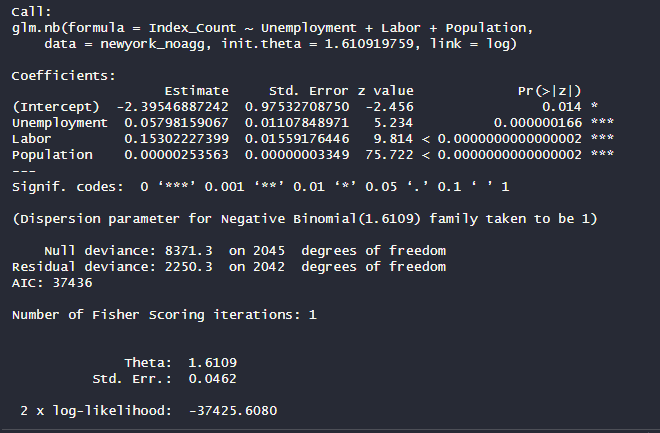 Call:
glm.nb(formula = Index_Count ~ Unemployment + Labor + Population,
    data = newyork_noagg, init.theta = 1.610919759, link = log)

Coefficients:
                  Estimate    Std. Error z value             Pr(>|z|)
(Intercept)  -2.39546887242 0.97532708750 -2.456                0.014 *
Unemployment  0.05798159067 0.01107848971  5.234          0.000000166 ***
Labor         0.15302227399 0.01559176446  9.814 < 0.0000000000000002 ***
Population    0.00000253563 0.00000003349 75.722 < 0.0000000000000002 ***
---
Signif. codes:  0 ‘***’ 0.001 ‘**’ 0.01 ‘*’ 0.05 ‘.’ 0.1 ‘ ’ 1

(Dispersion parameter for Negative Binomial(1.6109) family taken to be 1)

    Null deviance: 8371.3  on 2045  degrees of freedom
Residual deviance: 2250.3  on 2042  degrees of freedom
AIC: 37436

Number of Fisher Scoring iterations: 1


              Theta:  1.6109
          Std. Err.:  0.0462

 2 x log-likelihood:  -37425.6080